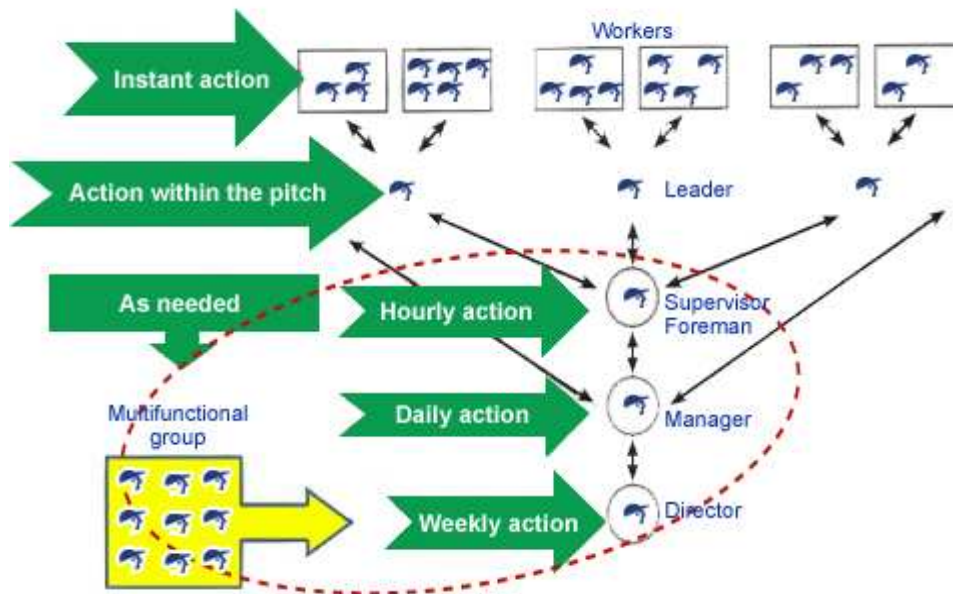 Workers
Instant action
Action within the pitch
Leader
As needed
Hourly action
Supervisor
Foreman
Multifunctional
group
Daily action
Manager
Weekly action
Director